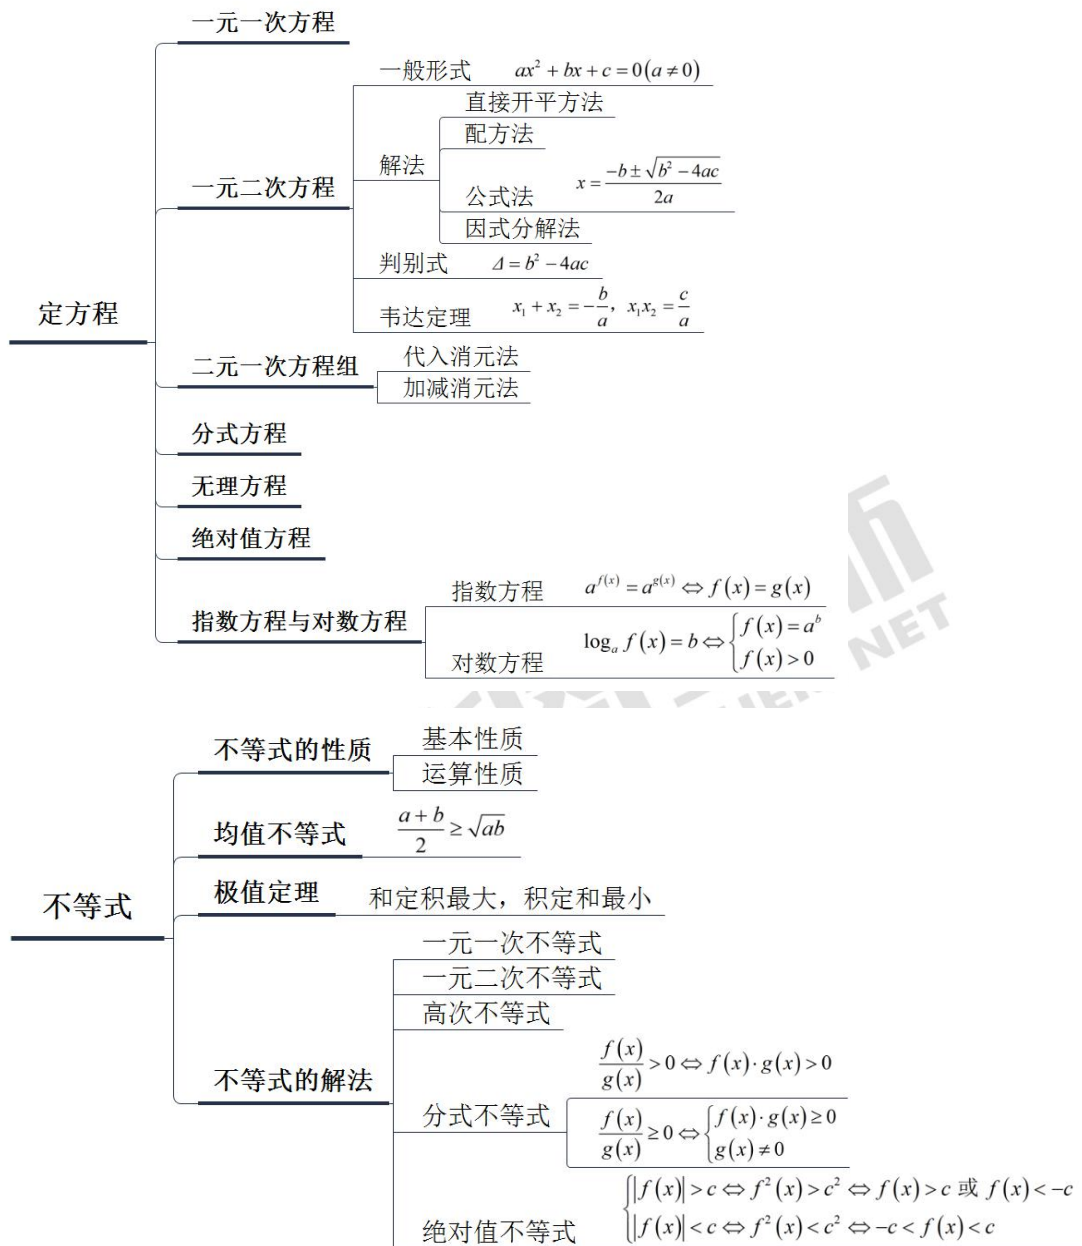 一元一次方程
一般形式 ax² + bx + c = 0(a ≠ 0)
直接开平方法
配方法
解法
一元二次方程
公式法 x = (-b ± √(b² - 4ac)) / 2a
因式分解法
判别式 Δ = b² - 4ac
韦达定理 x₁ + x₂ = -b/a, x₁x₂ = c/a
定方程
二元一次方程组
代入消元法
加减消元法
分式方程
无理方程
绝对值方程
指数方程 a^f(x) = a^g(x) ⇔ f(x) = g(x)
指数方程与对数方程
对数方程 logₐ f(x) = b ⇔ { f(x) = a^b
f(x) > 0
NET
不等式的性质
基本性质
运算性质
均值不等式 (a + b)/2 ≥ √ab
不等式
极值定理 和定积最大，积定和最小
一元一次不等式
一元二次不等式
高次不等式
不等式的解法
f(x)/g(x) > 0 ⇔ f(x)·g(x) > 0
分式不等式
f(x)/g(x) ≥ 0 ⇔ { f(x)·g(x) ≥ 0
g(x) ≠ 0
绝对值不等式
{ |f(x)| > c ⇔ f²(x) > c² ⇔ f(x) > c 或 f(x) < -c
|f(x)| < c ⇔ f²(x) < c² ⇔ -c < f(x) < c